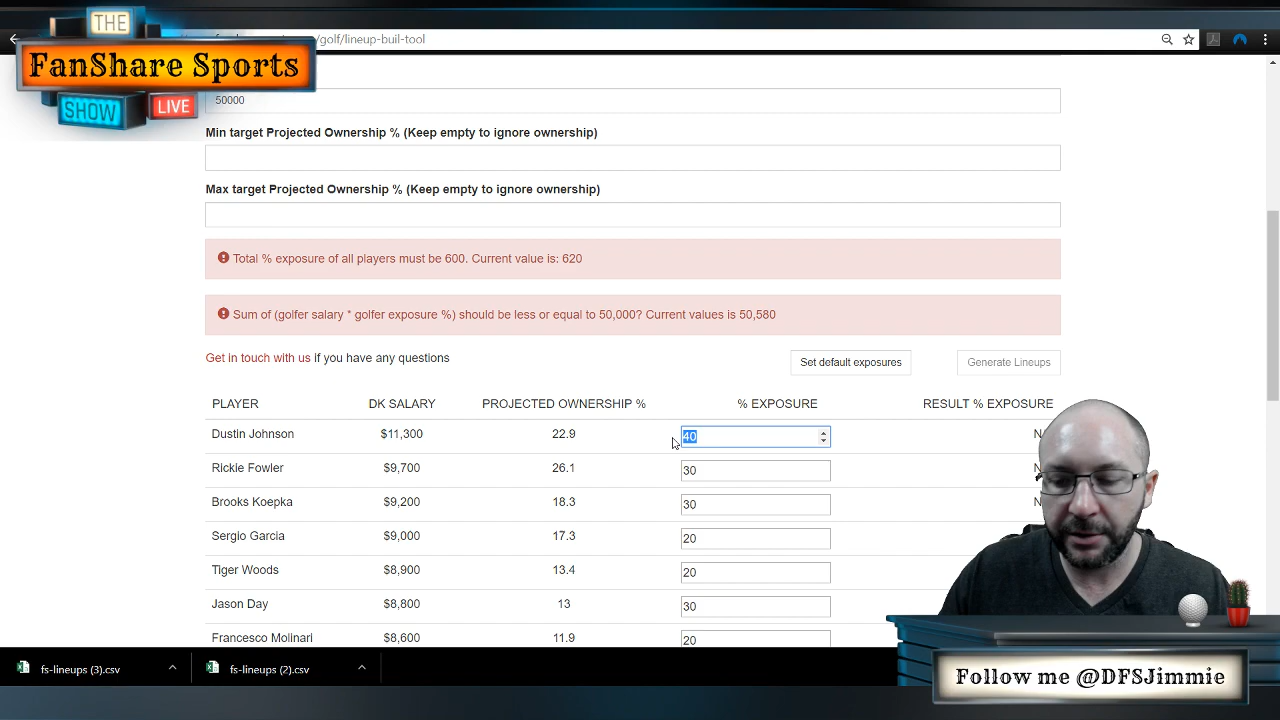 THE
FanShare Sports
SHOW
LIVE
/golf/lineup-buil-tool
50000
Min target Projected Ownership % (Keep empty to ignore ownership)
Max target Projected Ownership % (Keep empty to ignore ownership)
Total % exposure of all players must be 600. Current value is: 620
Sum of (golfer salary * golfer exposure %) should be less or equal to 50,000? Current values is 50,580
Get in touch with us if you have any questions
Set default exposures
Generate Lineups
PLAYER DK SALARY PROJECTED OWNERSHIP % % EXPOSURE RESULT % EXPOSURE
Dustin Johnson $11,300 22.9 40 N
Rickie Fowler $9,700 26.1 30 N
Brooks Koepka $9,200 18.3 30 N
Sergio Garcia $9,000 17.3 20
Tiger Woods $8,900 13.4 20
Jason Day $8,800 13 30
Francesco Molinari $8,600 11.9 20
fs-lineups (3).csv
fs-lineups (2).csv
Follow me @DFSJimmie